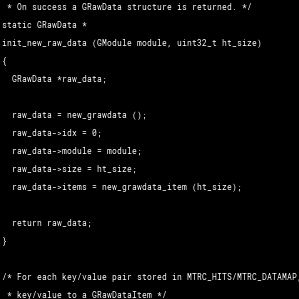 * On success a GRawData structure is returned. */
static GRawData *
init_new_raw_data (GModule module, uint32_t ht_size)
{
  GRawData *raw_data;

  raw_data = new_grawdata ();
  raw_data->idx = 0;
  raw_data->module = module;
  raw_data->size = ht_size;
  raw_data->items = new_grawdata_item (ht_size);

  return raw_data;
}

/* For each key/value pair stored in MTRC_HITS/MTRC_DATAMAP,
 * key/value to a GRawDataItem */